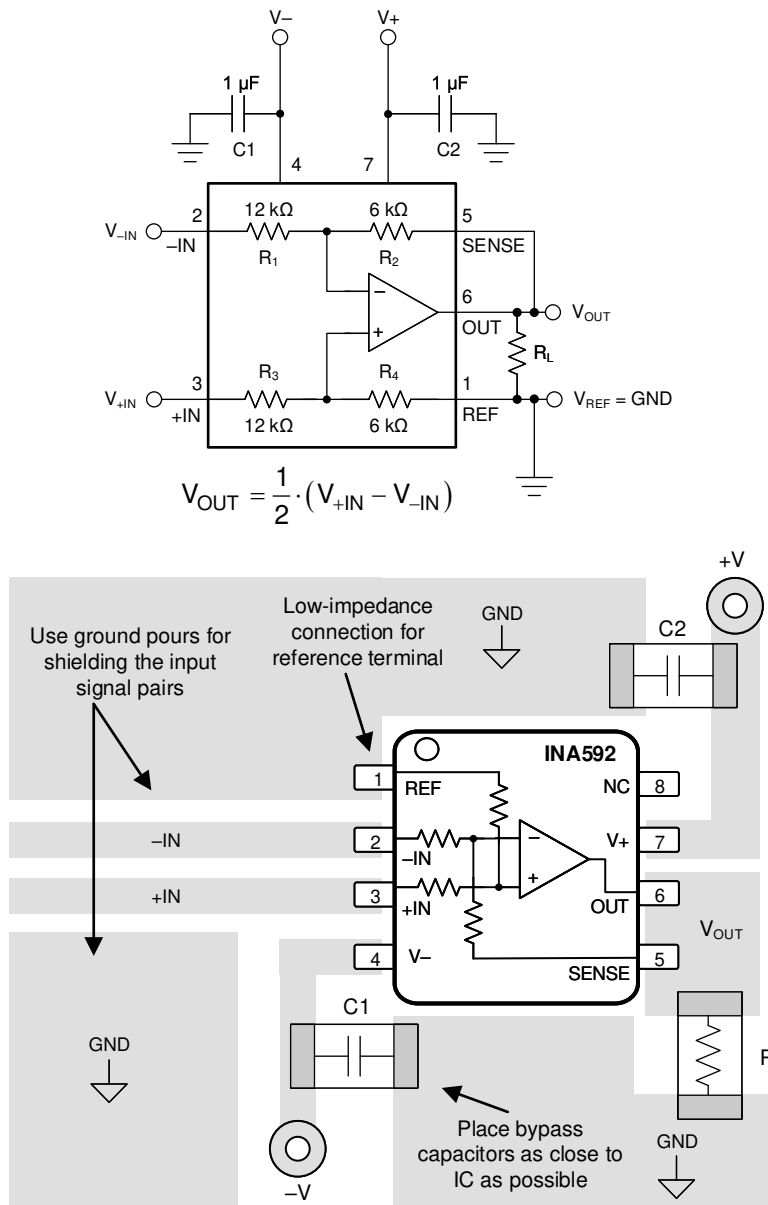 V– V+
1 µF 1 µF
C1 C2
4 7
2 12 kΩ 6 kΩ 5
V–IN –IN R1 R2 SENSE
– 6
OUT VOUT
+ RL
3 R3 R4 1
V+IN +IN 12 kΩ 6 kΩ REF VREF = GND
VOUT = 1/2 · (V+IN – V–IN)
+V
Low-impedance
connection for
reference terminal
GND
C2
Use ground pours for
shielding the input
signal pairs
INA592
1 REF NC 8
–IN 2 –IN – V+ 7
+IN 3 +IN + OUT 6
VOUT
4 V– SENSE 5
C1
GND
R
Place bypass
capacitors as close to
IC as possible
GND
–V